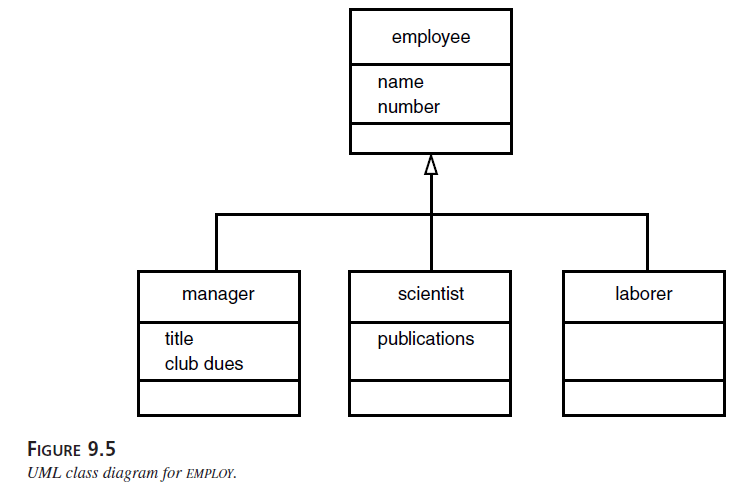 employee
name
number
manager
scientist
laborer
title
club dues
publications
FIGURE 9.5
UML class diagram for EMPLOY.